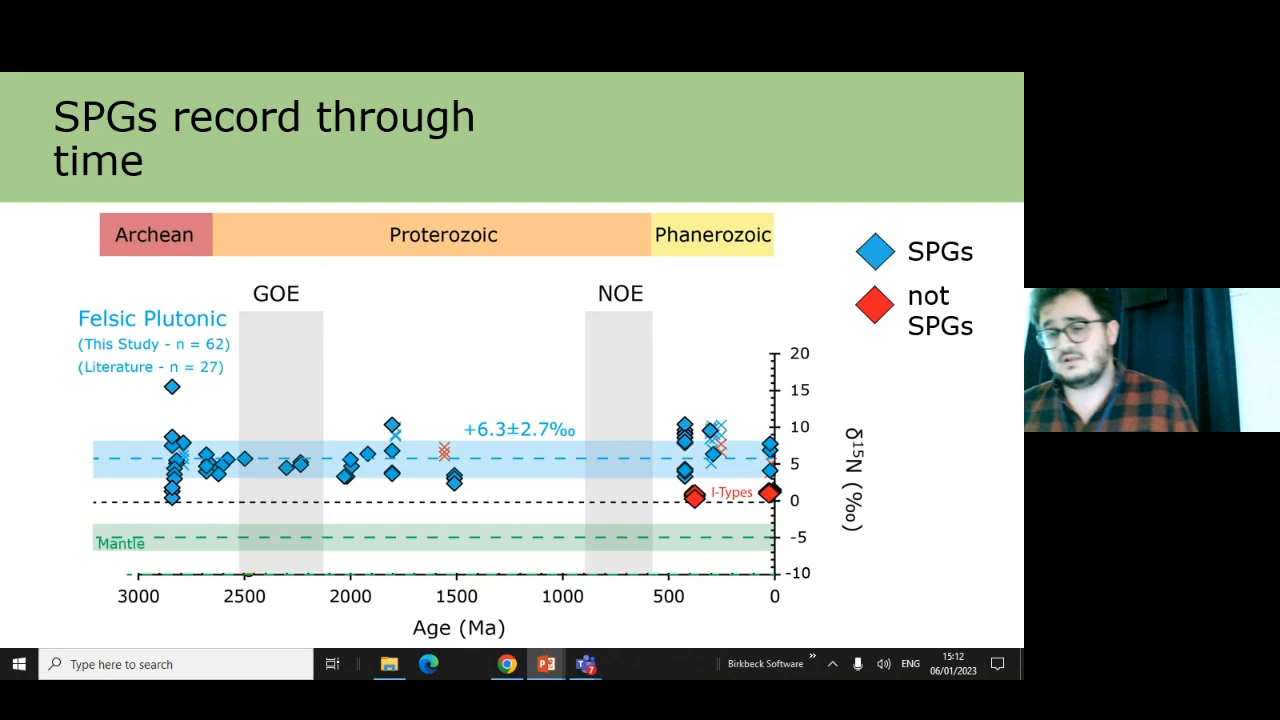 SPGs record through
time
Archean
Proterozoic
Phanerozoic
SPGs
not
SPGs
GOE
NOE
Felsic Plutonic
(This Study - n = 62)
(Literature - n = 27)
+6.3±2.7‰
I-Types
Mantle
20
15
10
5
0
-5
-10
δ¹⁵N (‰)
3000
2500
2000
1500
1000
500
0
Age (Ma)
Type here to search
7
Birkbeck Software
»
ENG
15:12
06/01/2023